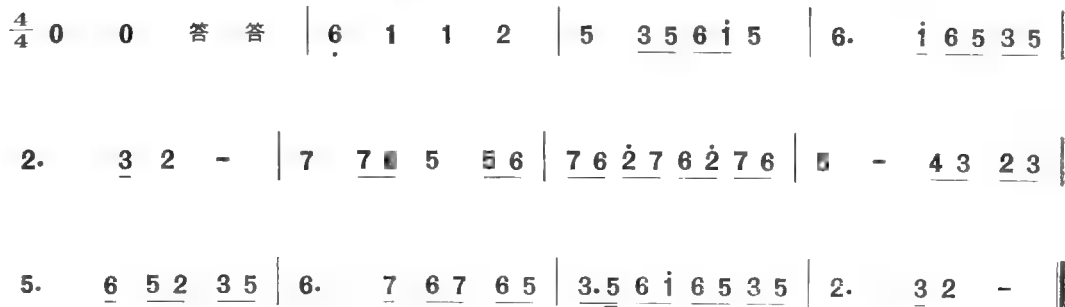 4/4 0 0 答 答 | 6̣ 1 1 2 | 5 3 5 6 i̇ 5 | 6. i̇ 6 5 3 5 |
2. 3 2 - | 7 7 5 5 6 | 7 6 2̇ 7 6 2̇ 7 6 | - 4 3 2 3 |
5. 6 5 2 3 5 | 6. 7 6 7 6 5 | 3. 5 6 i̇ 6 5 3 5 | 2. 3 2 - ‖